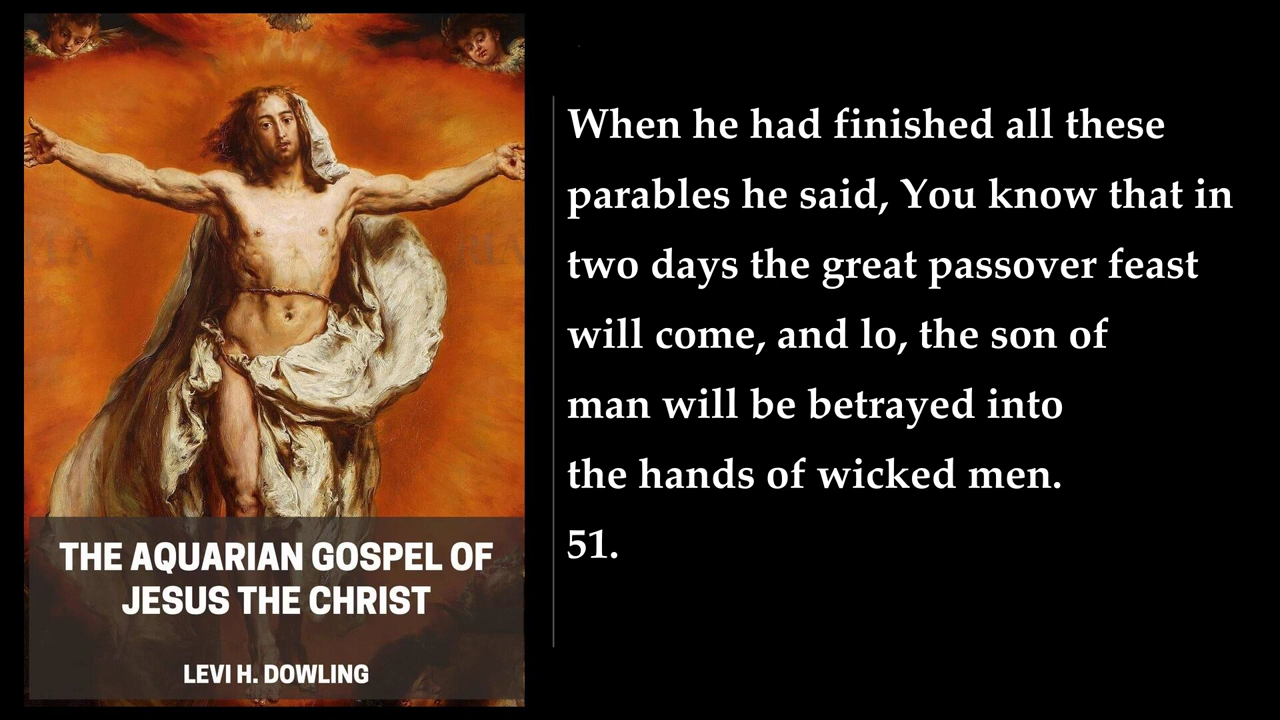 When he had finished all these
parables he said, You know that in
two days the great passover feast
will come, and lo, the son of
man will be betrayed into
the hands of wicked men.
51.
THE AQUARIAN GOSPEL OF
JESUS THE CHRIST
LEVI H. DOWLING